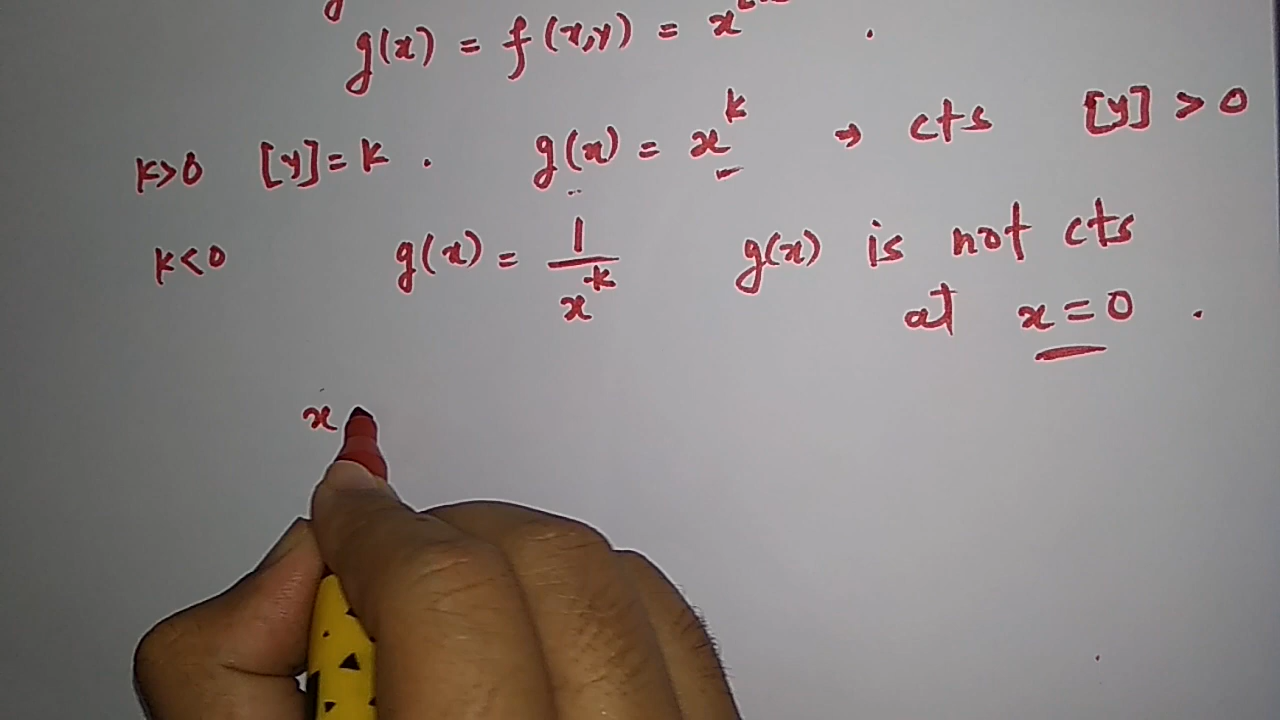 g(x) = f(x,y) = x
k>0 [y]=k . g(x) = x^k → cts [y] > 0
k<0 g(x) = 1/x^k g(x) is not cts
at x=0 .
x